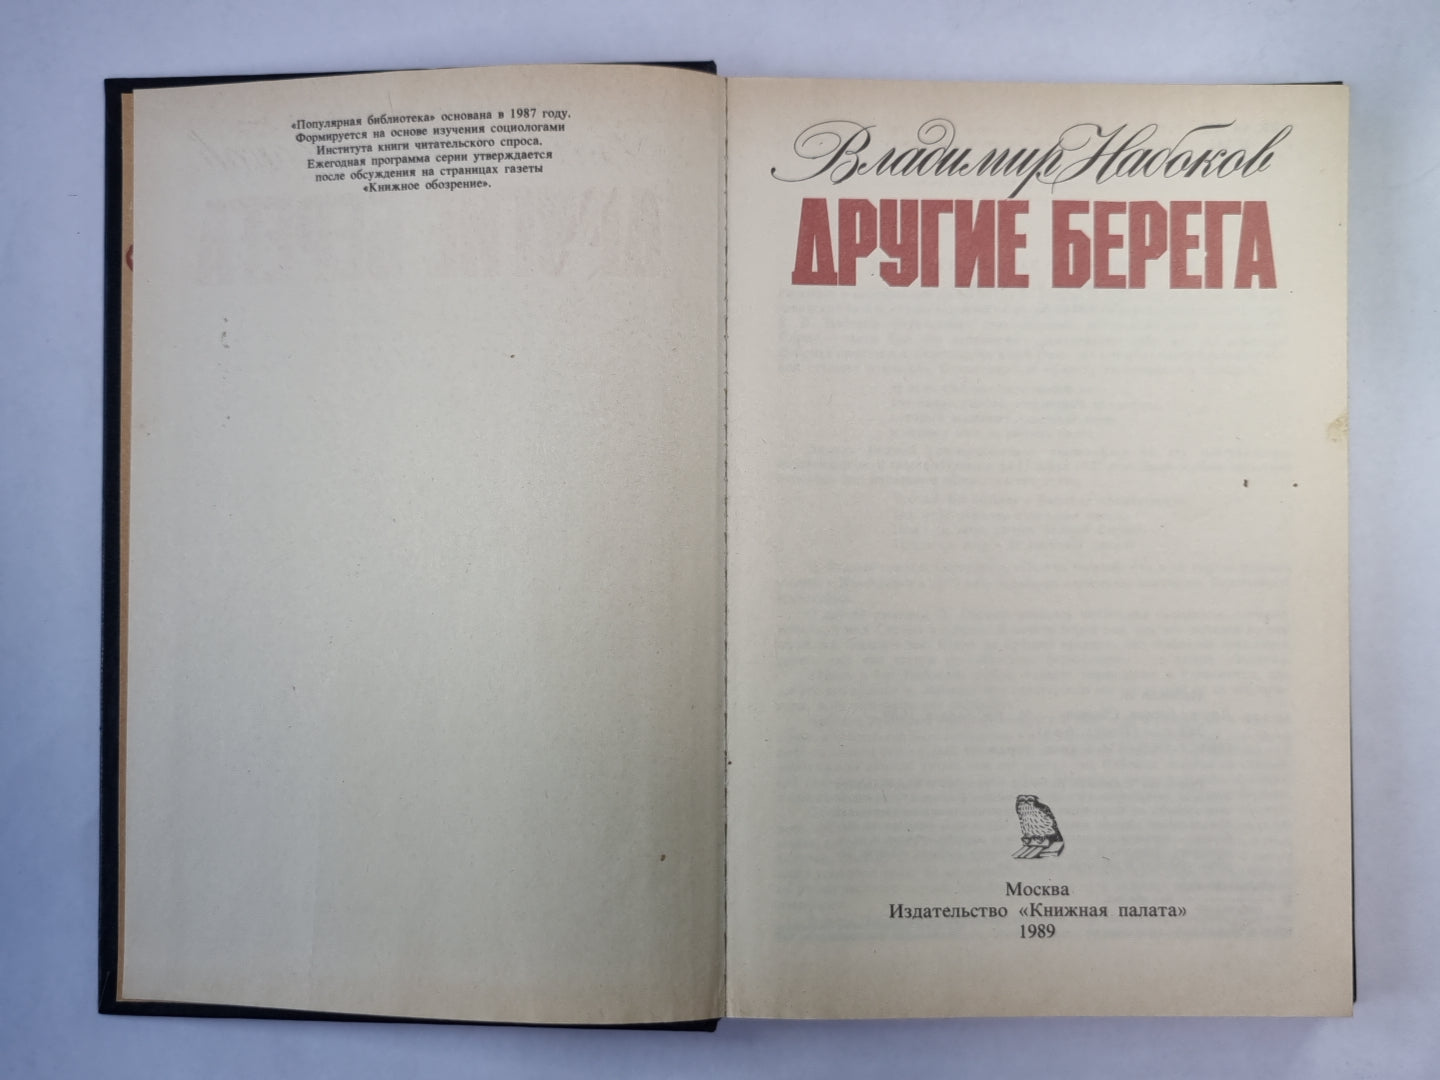 «Популярная библиотека» основана в 1987 году.
Формируется на основе изучения социологами
Института книги читательского спроса.
Ежегодная программа серии утверждается
после обсуждения на страницах газеты
«Книжное обозрение».
Владимир Набоков
ДРУГИЕ БЕРЕГА
Москва
Издательство «Книжная палата»
1989